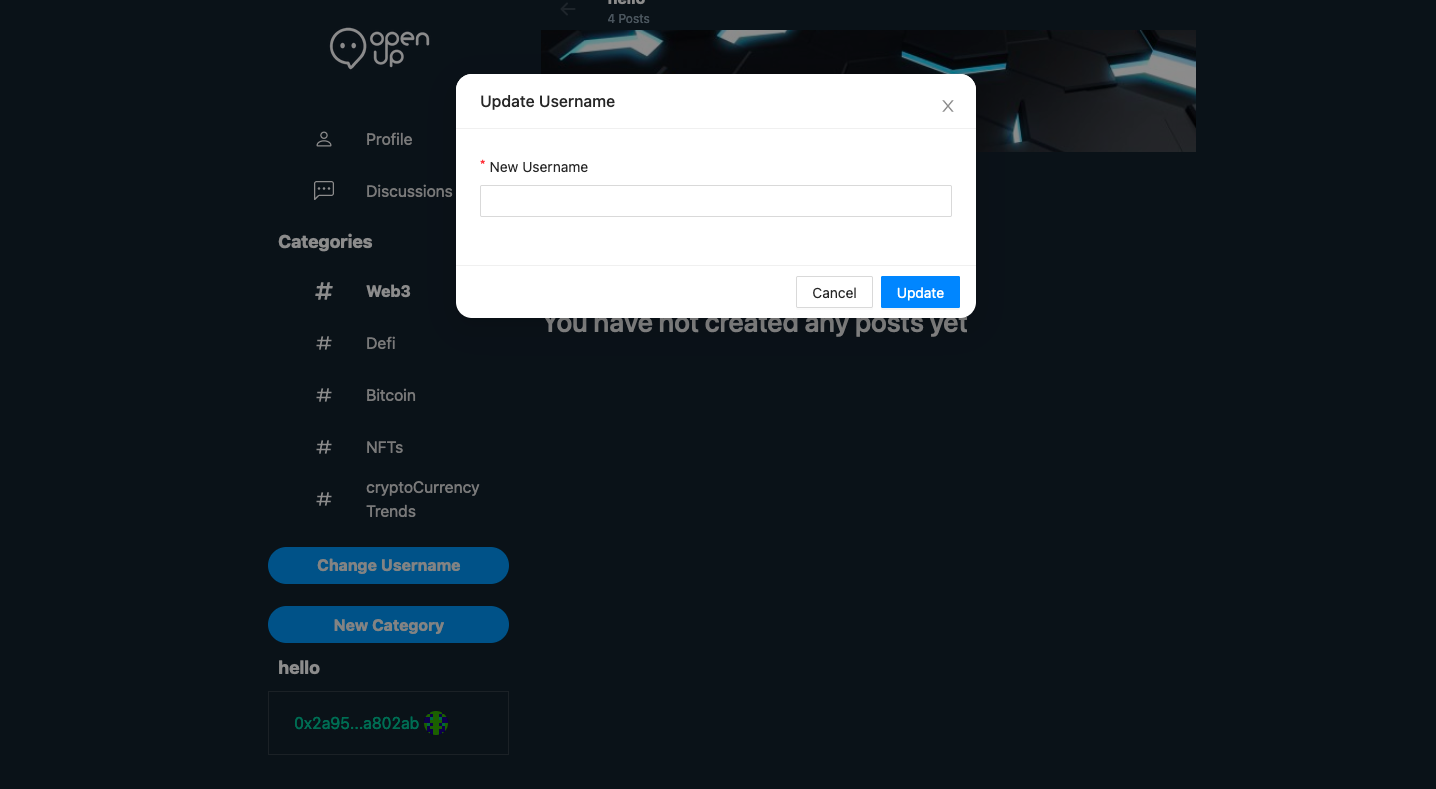 open
up
Profile
Discussions
Categories
# Web3
# Defi
# Bitcoin
# NFTs
# cryptoCurrency
Trends
Change Username
New Category
hello
0x2a95...a802ab
hello
4 Posts
Update Username
* New Username
Cancel
Update
You have not created any posts yet